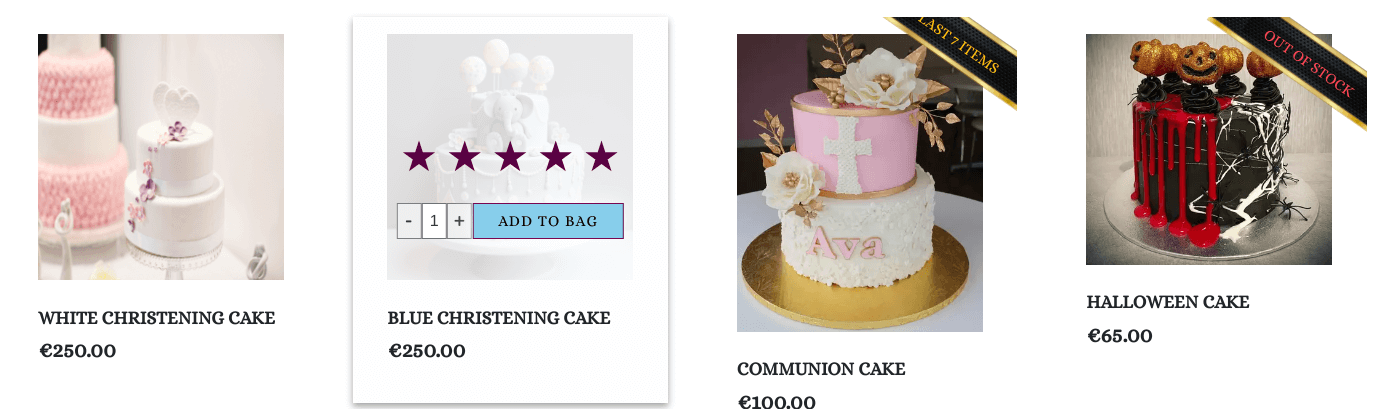 LAST 7 ITEMS
OUT OF STOCK
Ava
- 1 + ADD TO BAG
WHITE CHRISTENING CAKE
€250.00
BLUE CHRISTENING CAKE
€250.00
COMMUNION CAKE
€100.00
HALLOWEEN CAKE
€65.00